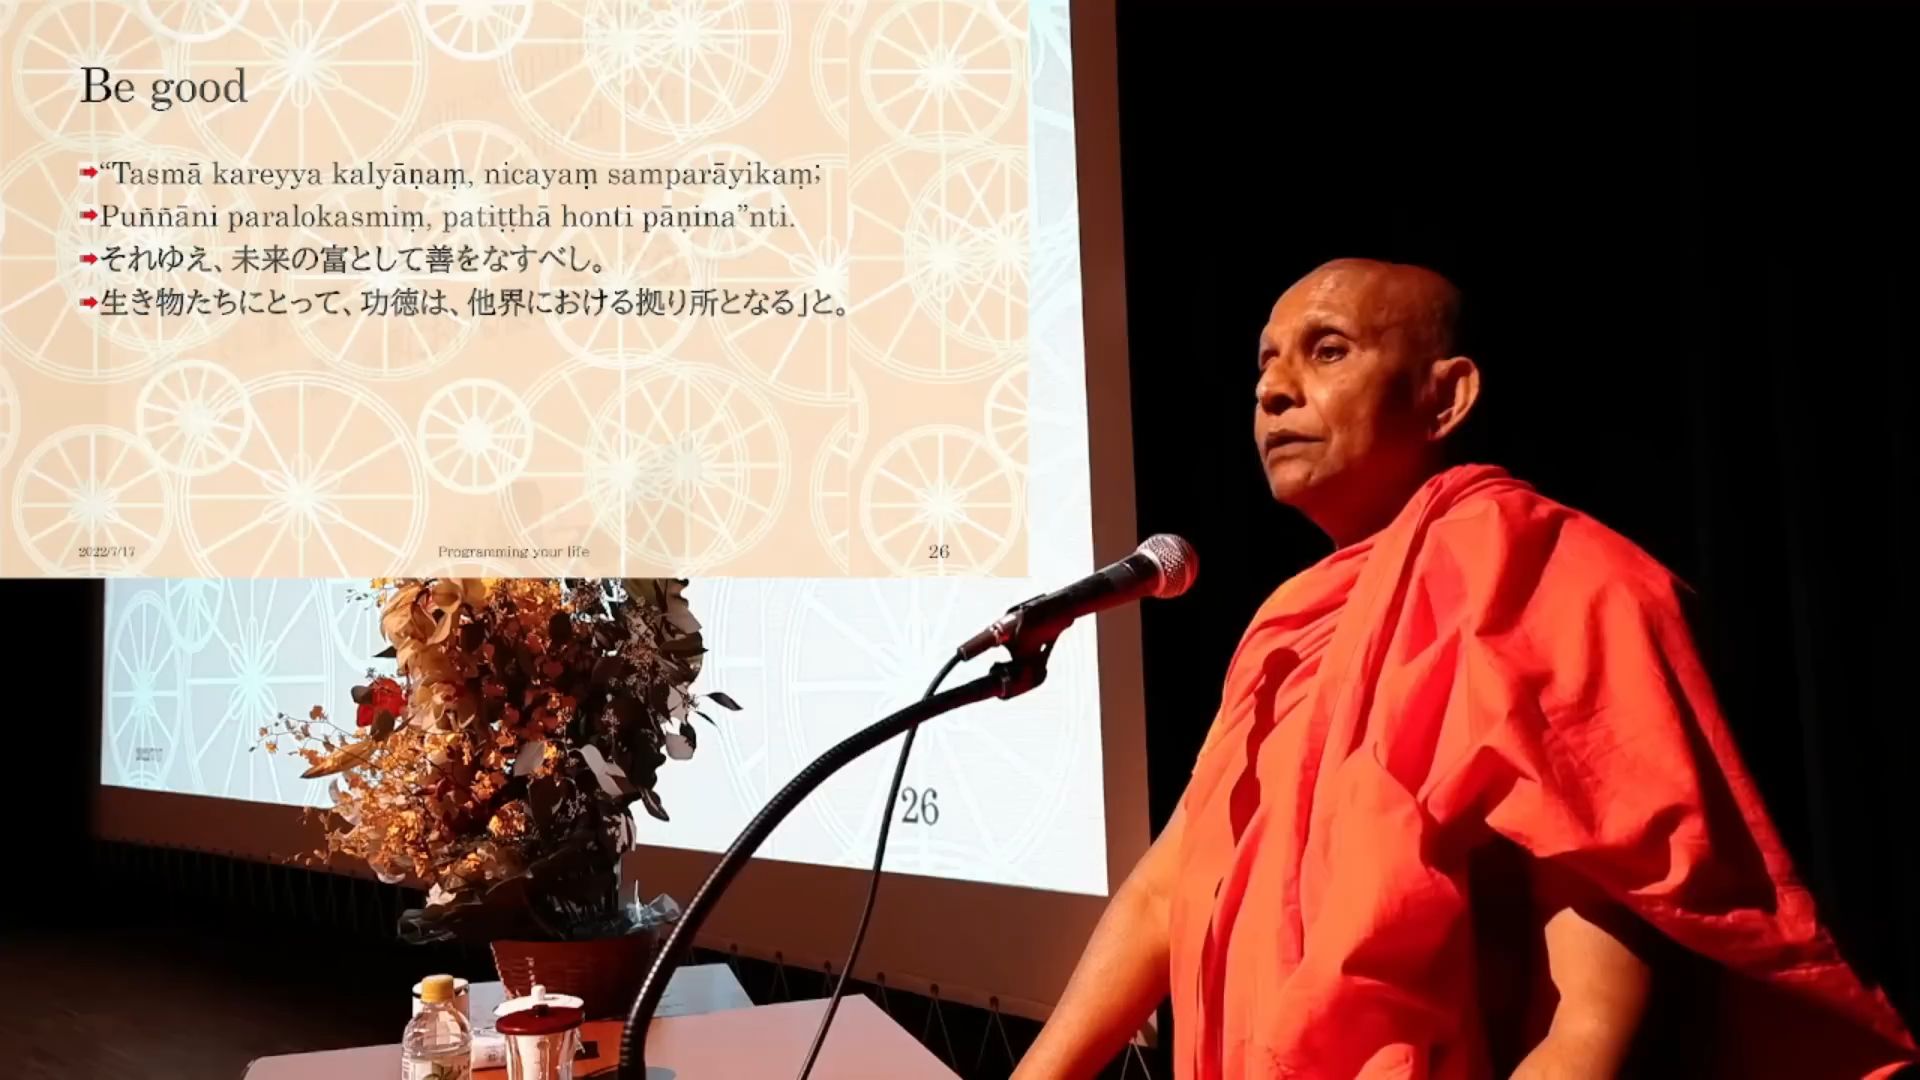 Be good
“Tasmā kareyya kalyāṇaṃ, nicayaṃ samparāyikaṃ;
Puññāni paralokasmiṃ, patiṭṭhā honti pāṇina”nti.
それゆえ、未来の富として善をなすべし。
生き物たちにとって、功徳は、他界における拠り所となる」と。
2022/7/17 Programming your life 26
26